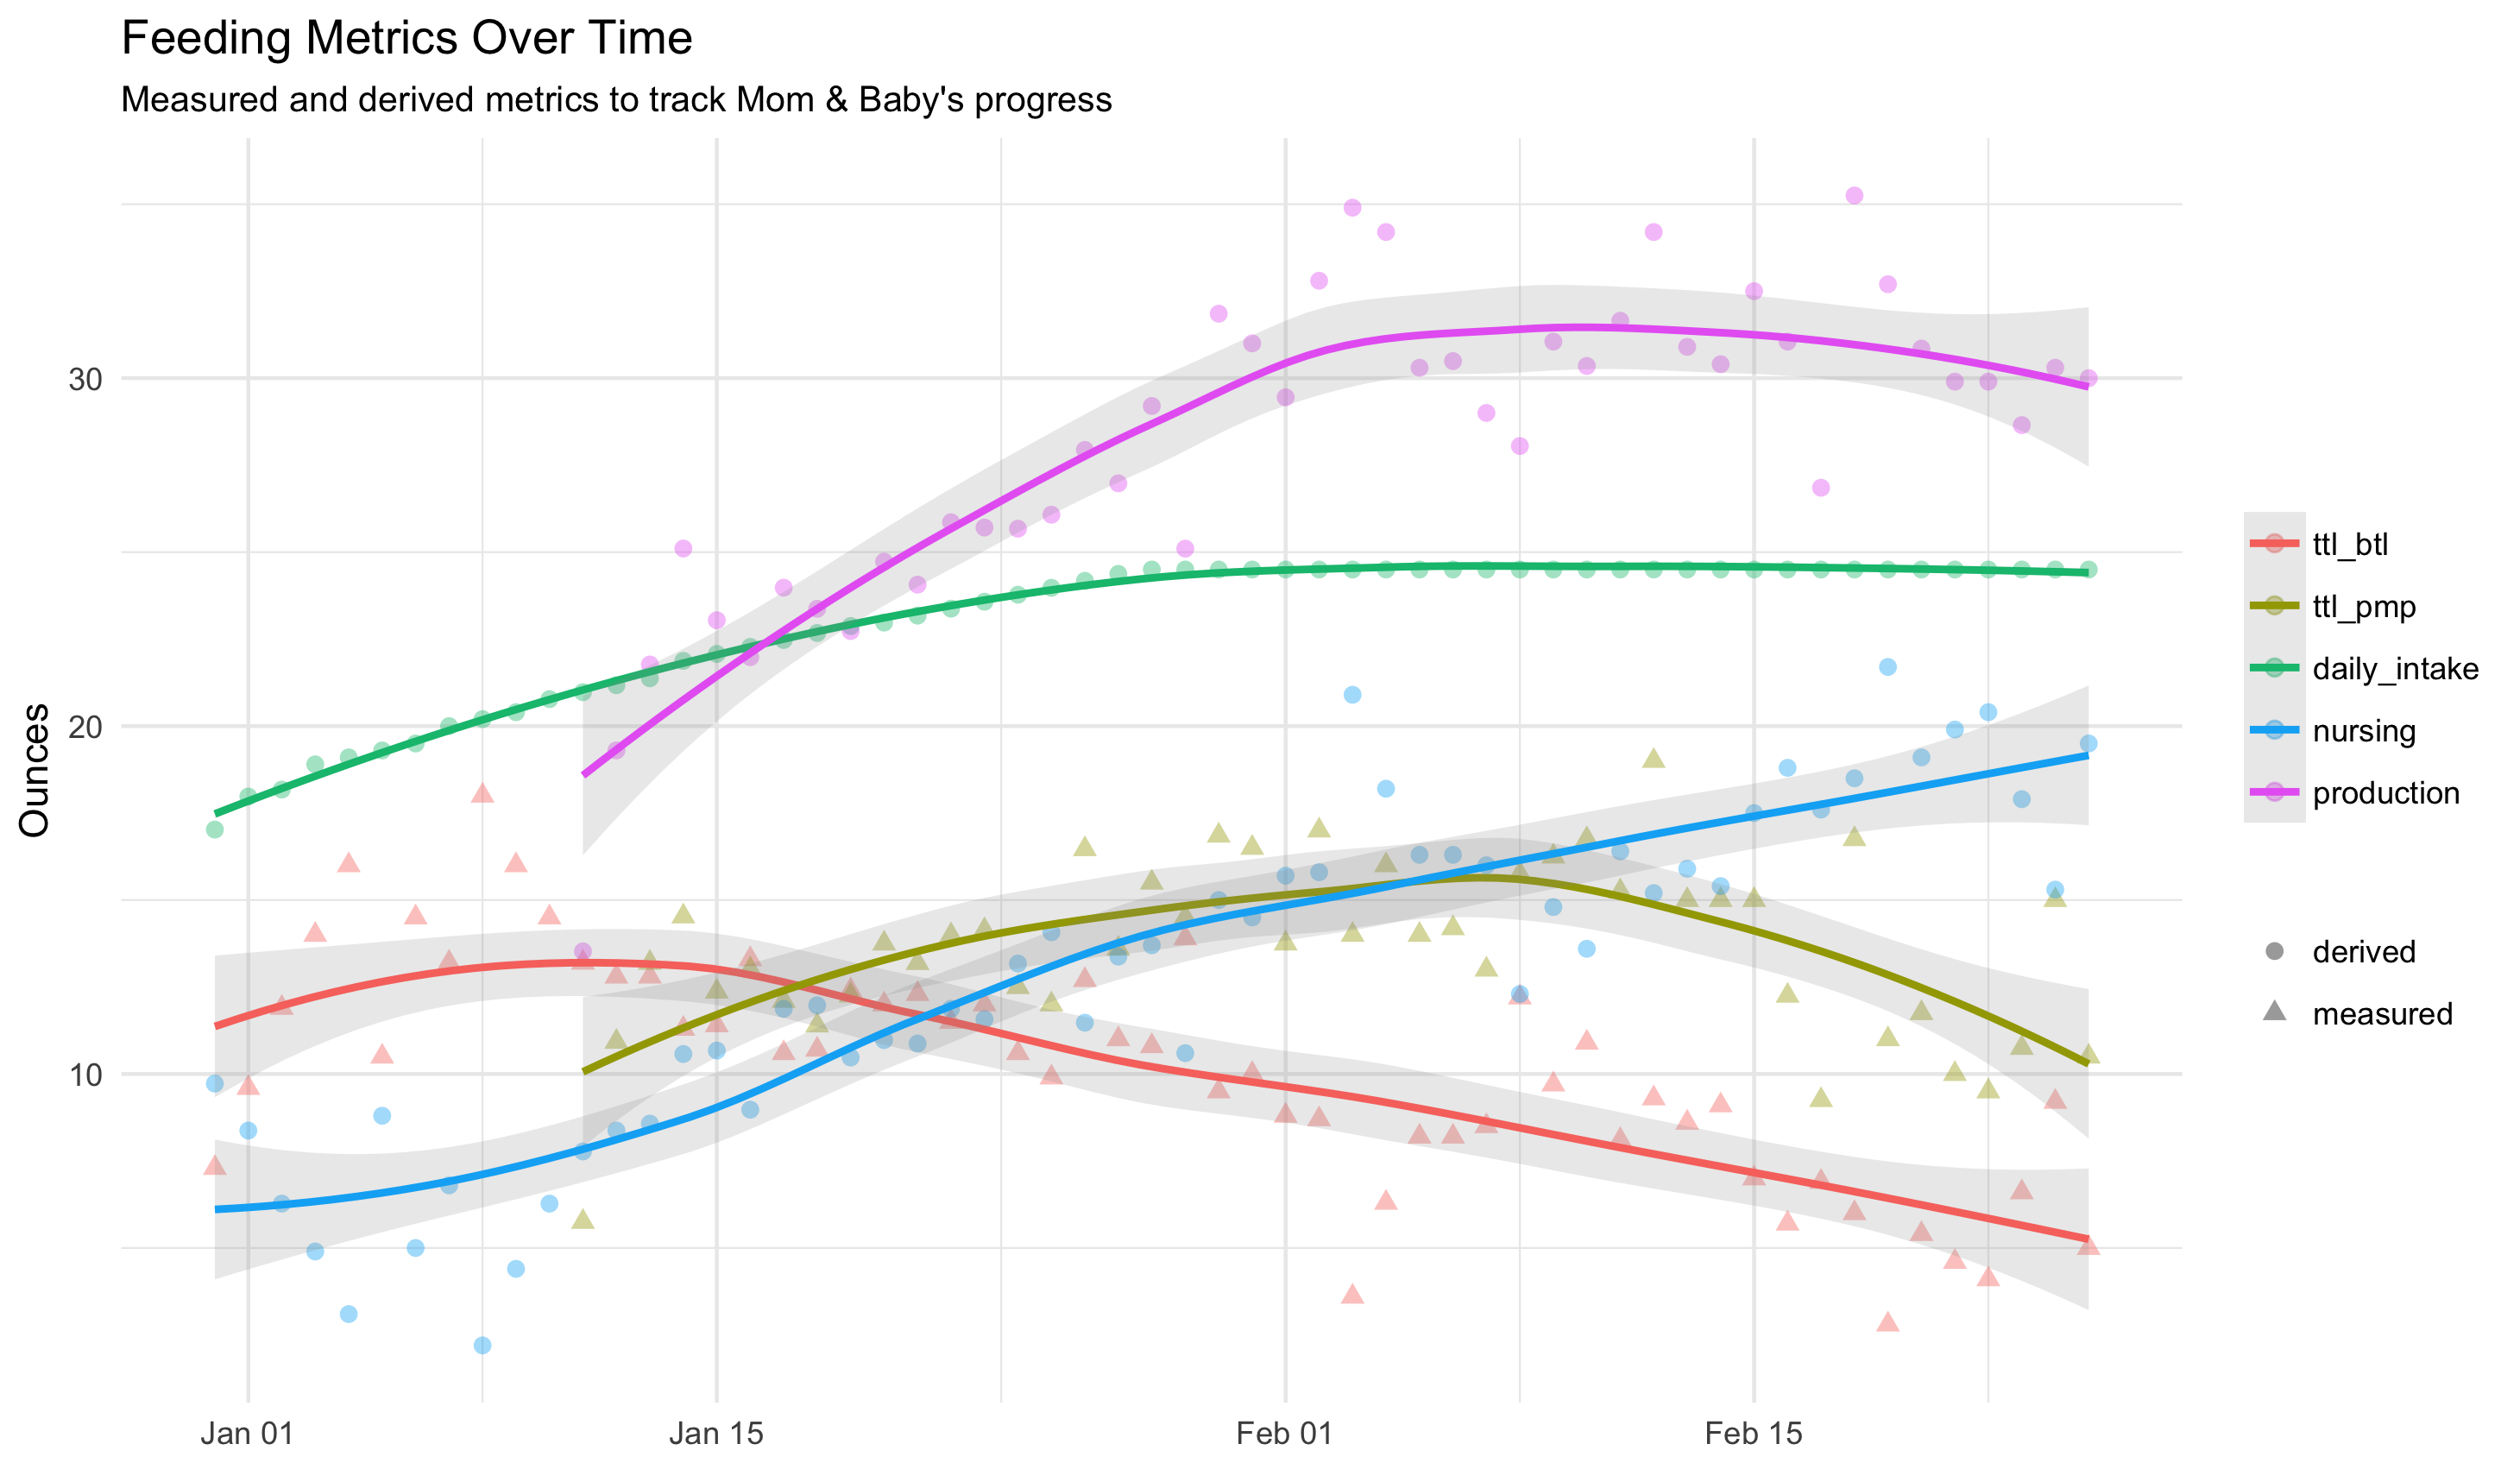 Feeding Metrics Over Time
Measured and derived metrics to track Mom & Baby's progress
Ounces
30
20
10
Jan 01
Jan 15
Feb 01
Feb 15
ttl_btl
ttl_pmp
daily_intake
nursing
production
derived
measured